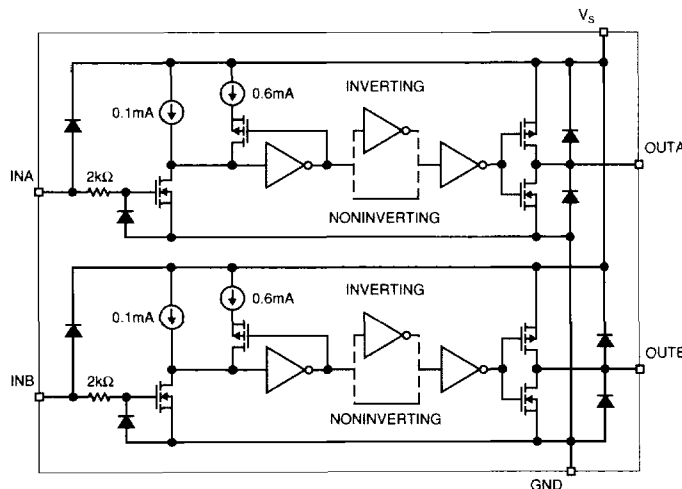 V_S
0.1mA
0.6mA
INVERTING
OUTA
INA
2kΩ
NONINVERTING
0.1mA
0.6mA
INVERTING
OUTB
INB
2kΩ
NONINVERTING
GND